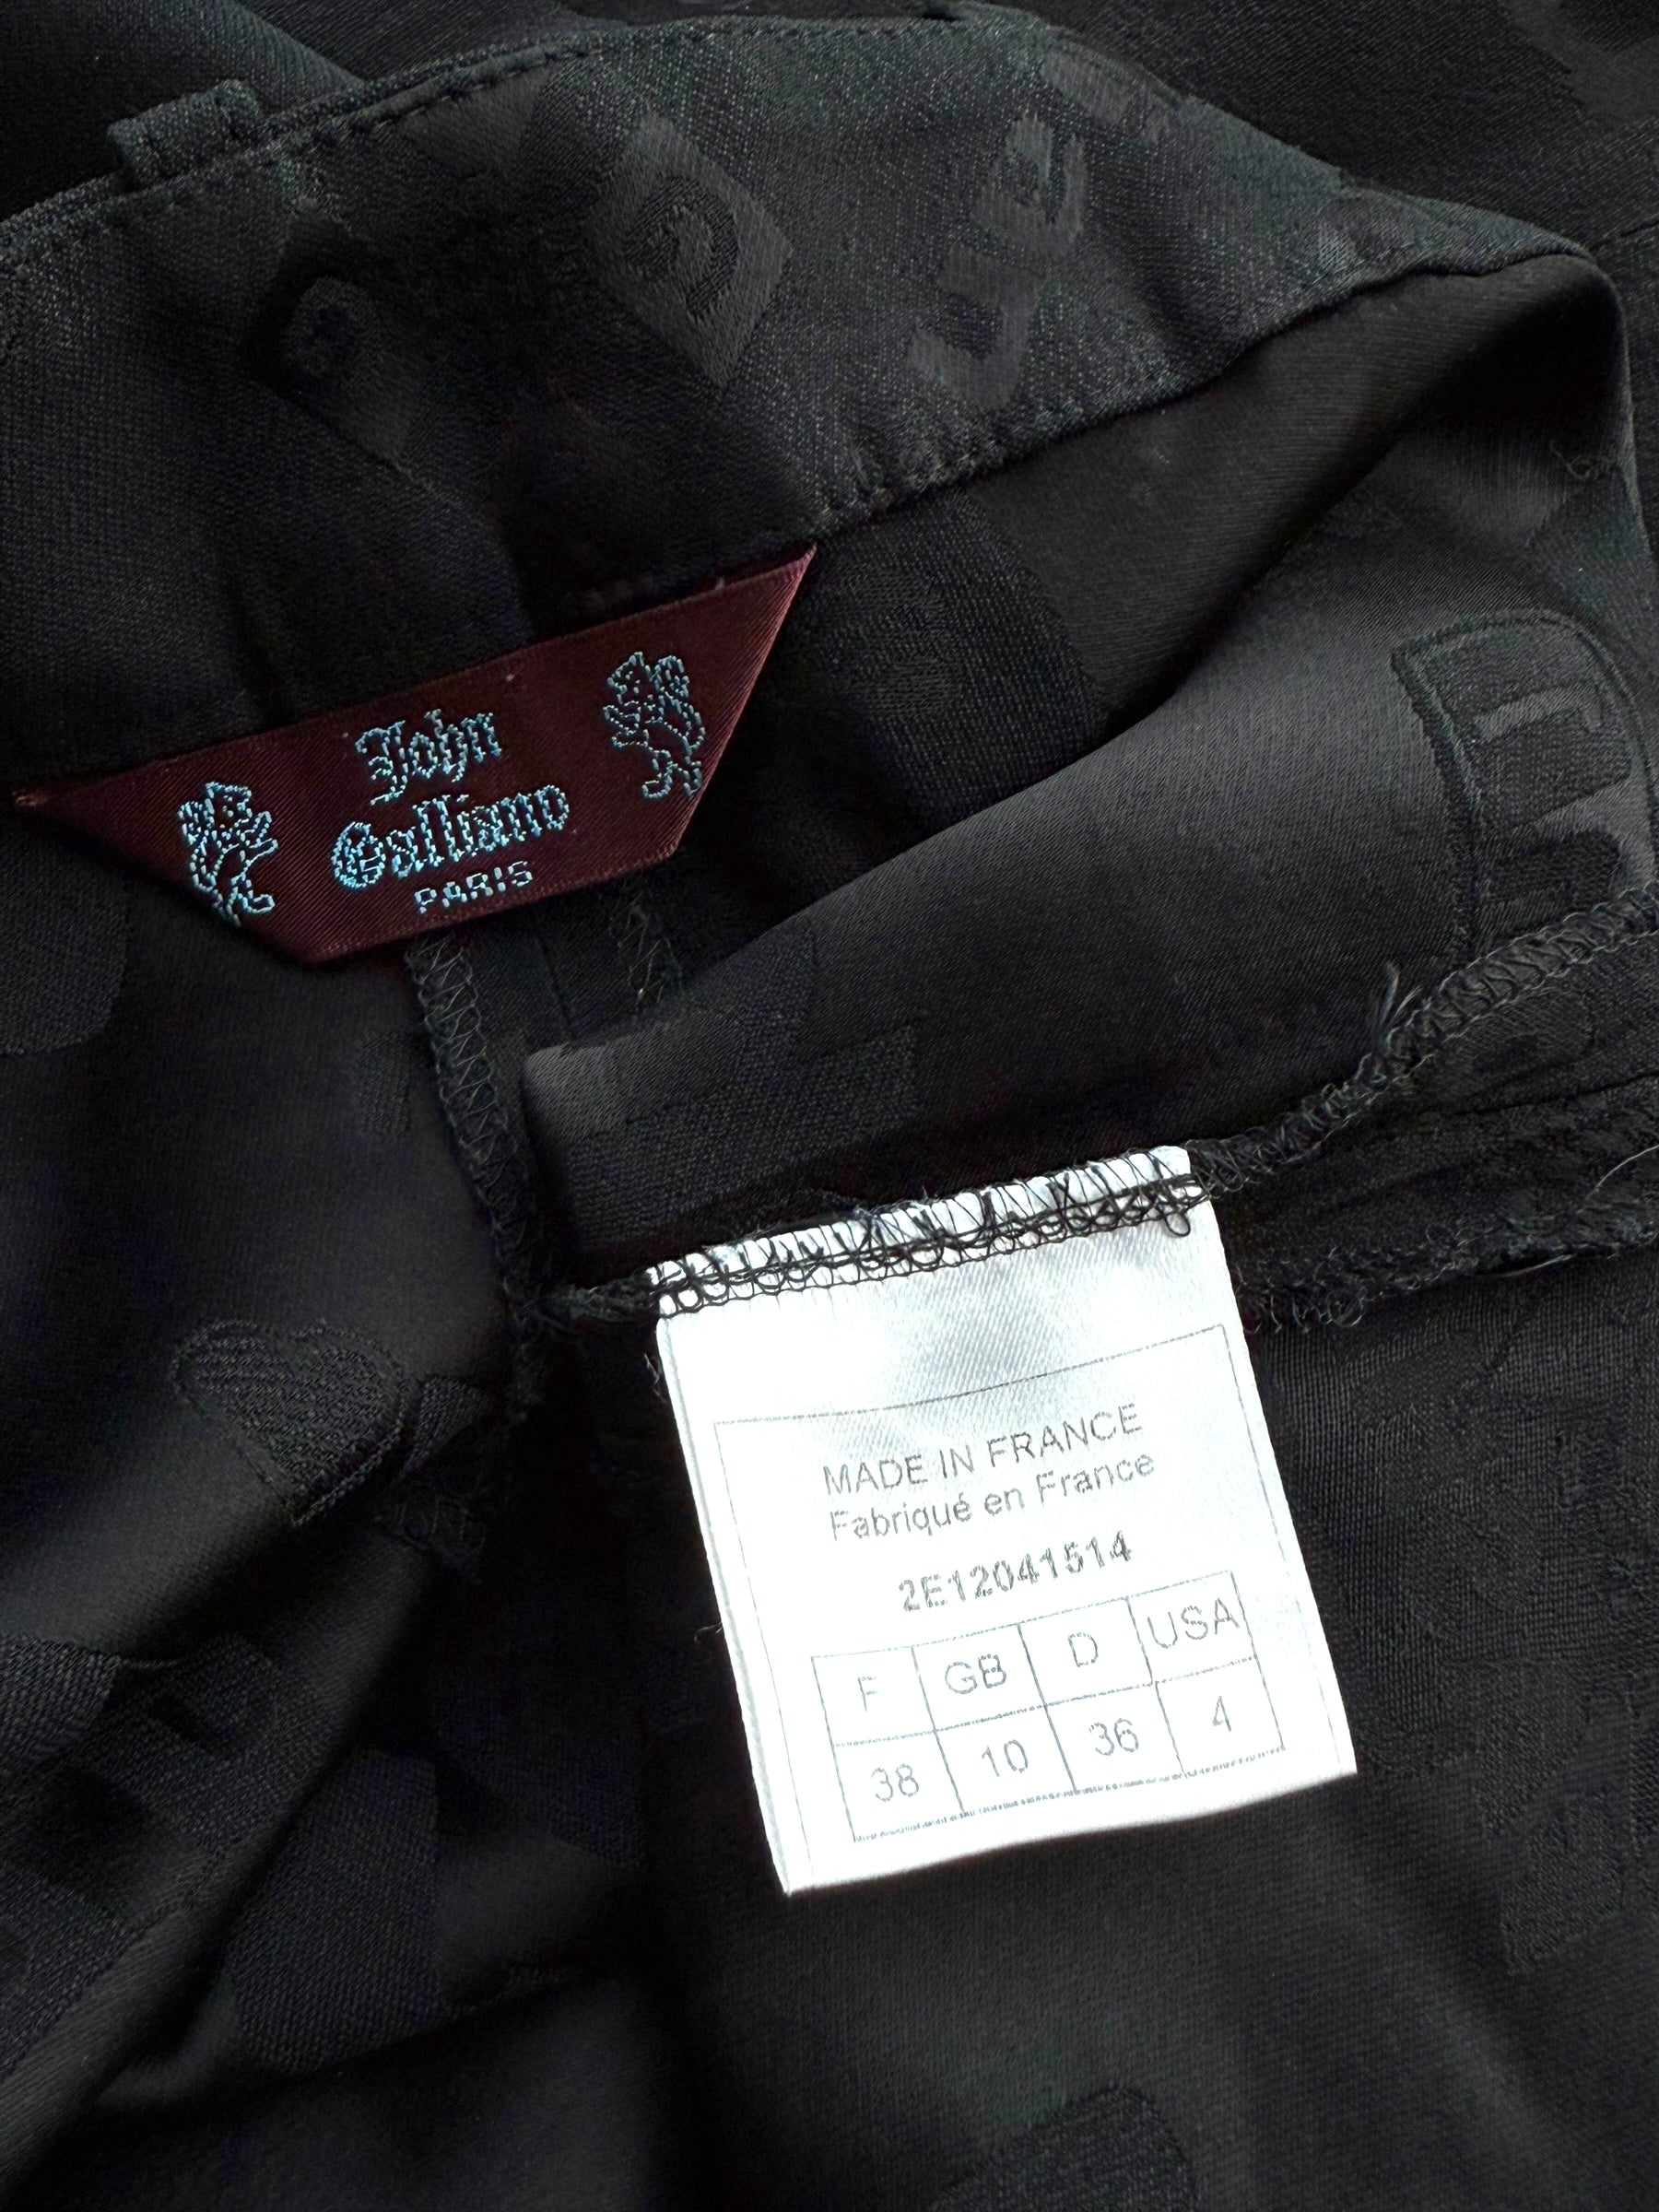 John
Galliano
PARIS
MADE IN FRANCE
Fabriqué en France
2E12041514
F GB D USA
38 10 36 4